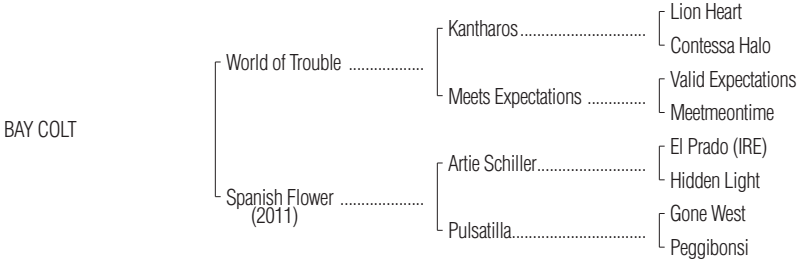 Lion Heart
Kantharos..............................
Contessa Halo
World of Trouble ..................
Valid Expectations
Meets Expectations ..............
Meetmeontime
BAY COLT
El Prado (IRE)
Artie Schiller..........................
Hidden Light
Spanish Flower ....................
(2011)
Gone West
Pulsatilla................................
Peggibonsi